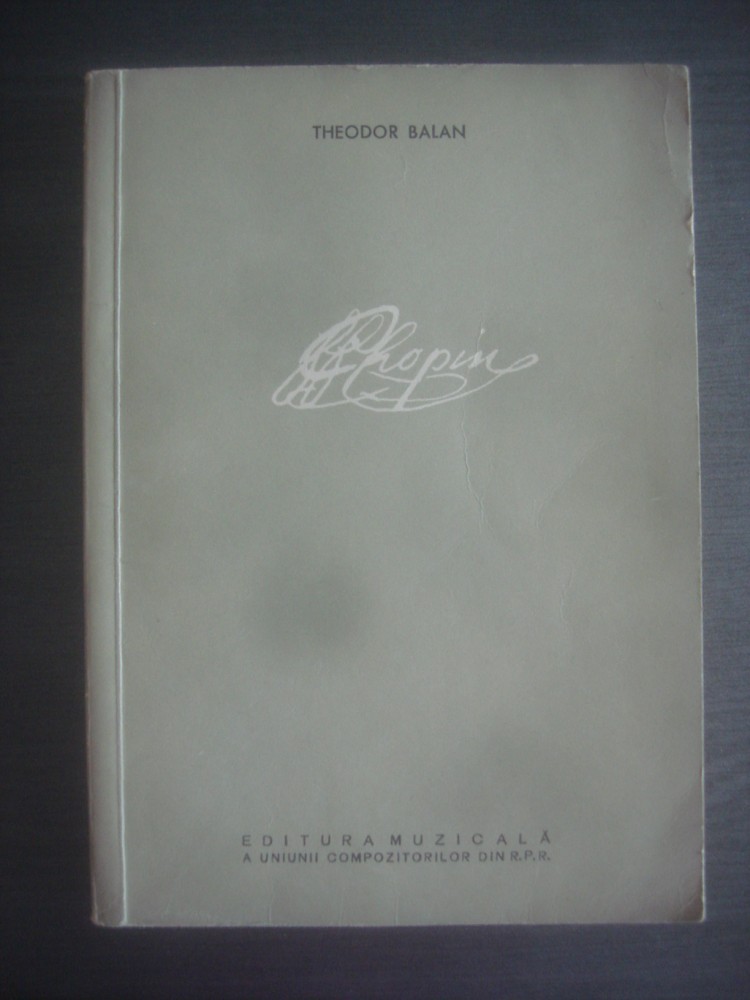 THEODOR BALAN
Chopin
EDITURA MUZICALĂ
A UNIUNII COMPOZITORILOR DIN R.P.R.